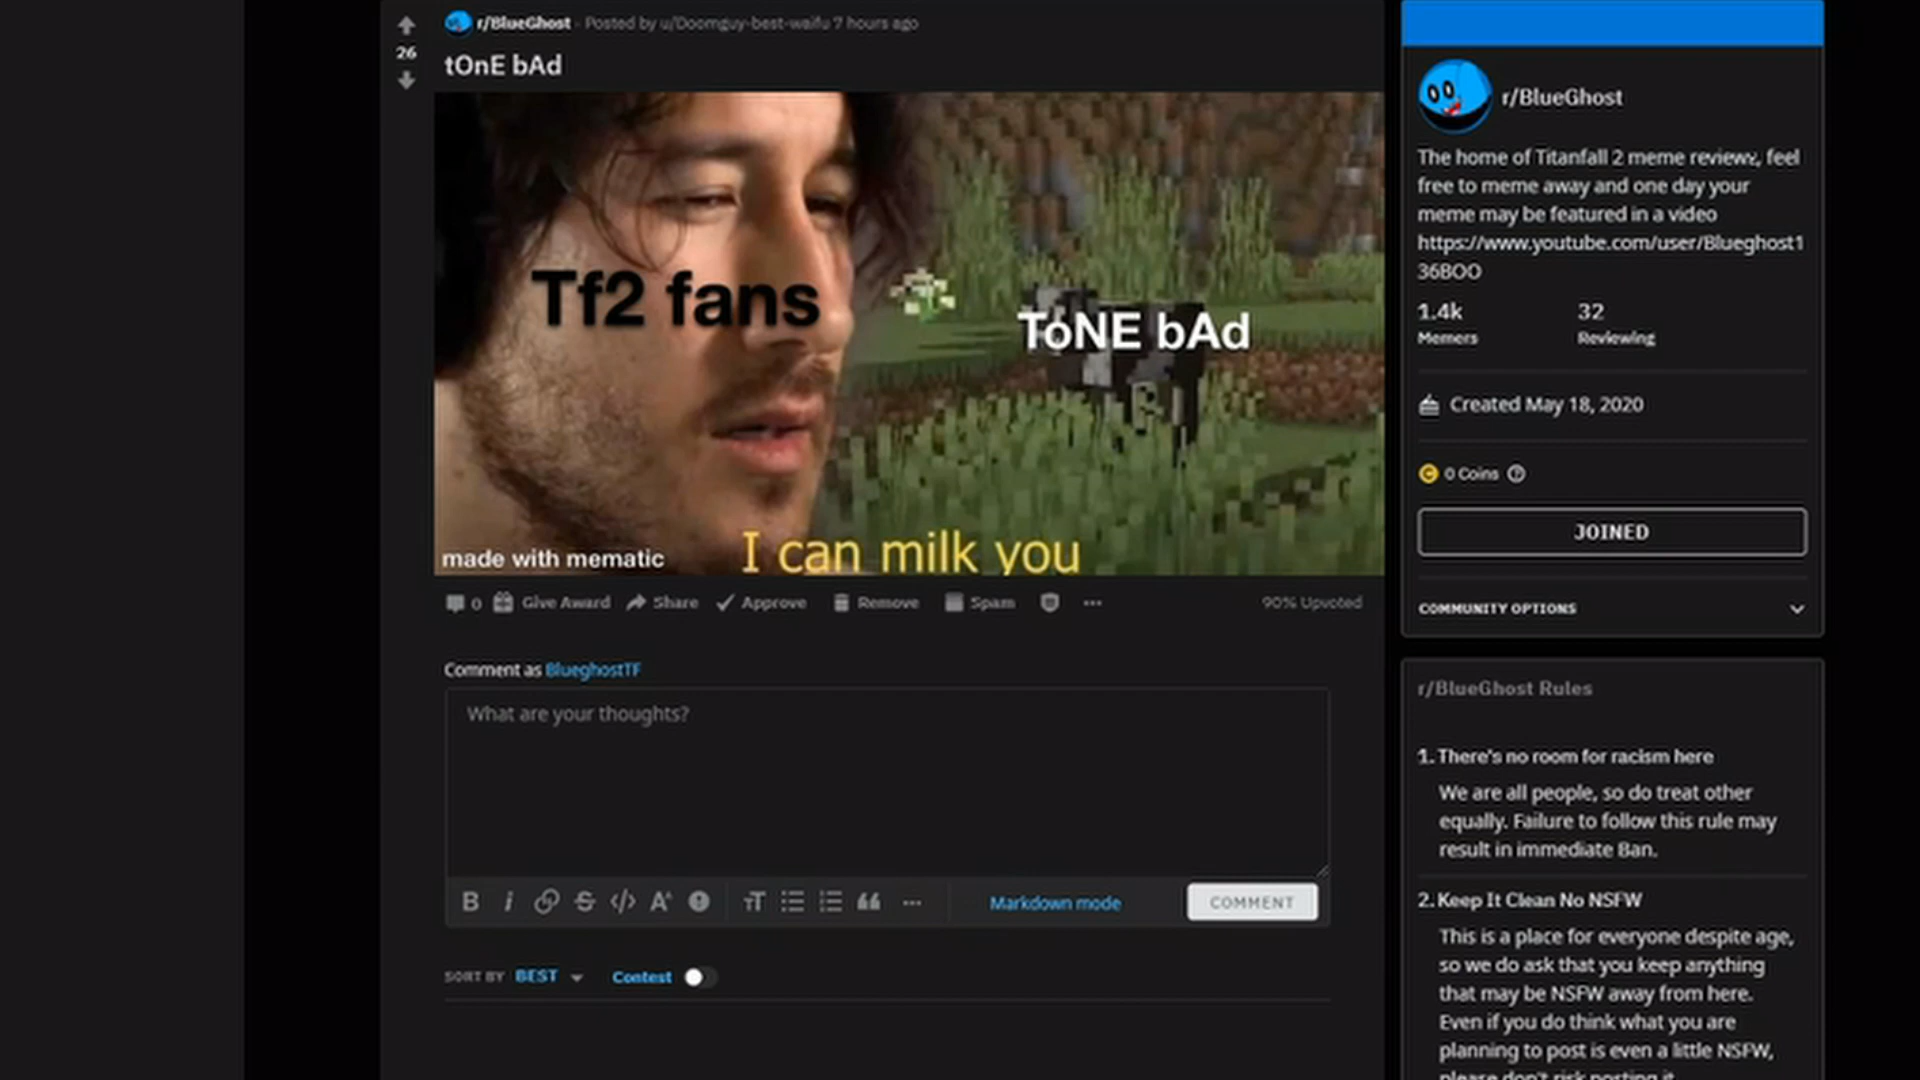 r/BlueGhost · Posted by u/Doomguy-best-waifu 7 hours ago
26
tOnE bAd
Tf2 fans
ToNE bAd
I can milk you
made with mematic
0 Give Award Share Approve Remove Spam ··· 90% Upvoted
Comment as BlueghostTF
What are your thoughts?
B i S </> A TT ··· Markdown mode COMMENT
SORT BY BEST Contest
r/BlueGhost
The home of Titanfall 2 meme review, feel
free to meme away and one day your
meme may be featured in a video
https://www.youtube.com/user/Blueghost1
36BOO
1.4k 32
Memers Reviewing
Created May 18, 2020
0 Coins
JOINED
COMMUNITY OPTIONS
r/BlueGhost Rules
1. There's no room for racism here
We are all people, so do treat other
equally. Failure to follow this rule may
result in immediate Ban.
2. Keep It Clean No NSFW
This is a place for everyone despite age,
so we do ask that you keep anything
that may be NSFW away from here.
Even if you do think what you are
planning to post is even a little NSFW,
please don't risk posting it